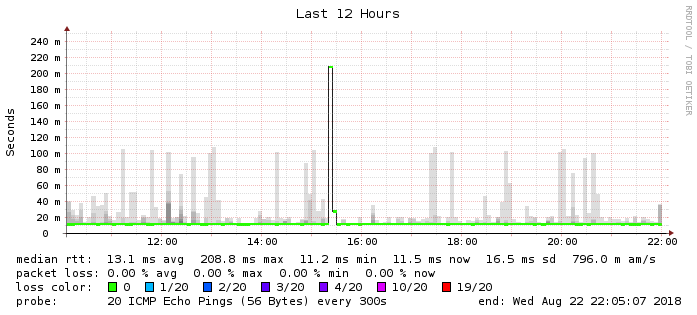 Last 12 Hours
RRDTOOL / TOBI OETIKER
Seconds
240 m
220 m
200 m
180 m
160 m
140 m
120 m
100 m
80 m
60 m
40 m
20 m
0
12:00 14:00 16:00 18:00 20:00 22:00
median rtt: 13.1 ms avg 208.8 ms max 11.2 ms min 11.5 ms now 16.5 ms sd 796.0 m am/s
packet loss: 0.00 % avg 0.00 % max 0.00 % min 0.00 % now
loss color: 0 1/20 2/20 3/20 4/20 10/20 19/20
probe: 20 ICMP Echo Pings (56 Bytes) every 300s end: Wed Aug 22 22:05:07 2018